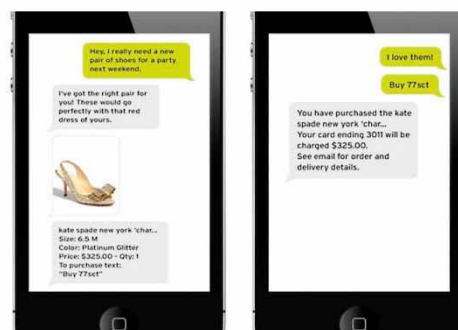 Hey, I really need a new
pair of shoes for a party
next weekend.
I've got the right pair for
you! These would go
perfectly with that red
dress of yours.
kate spade new york 'char...
Size: 6.5 M
Color: Platinum Glitter
Price: $325.00 - Qty: 1
To purchase text:
"Buy 77sct"
I love them!
Buy 77sct
You have purchased the kate
spade new york 'char...
Your card ending 3011 will be
charged $325.00.
See email for order and
delivery details.